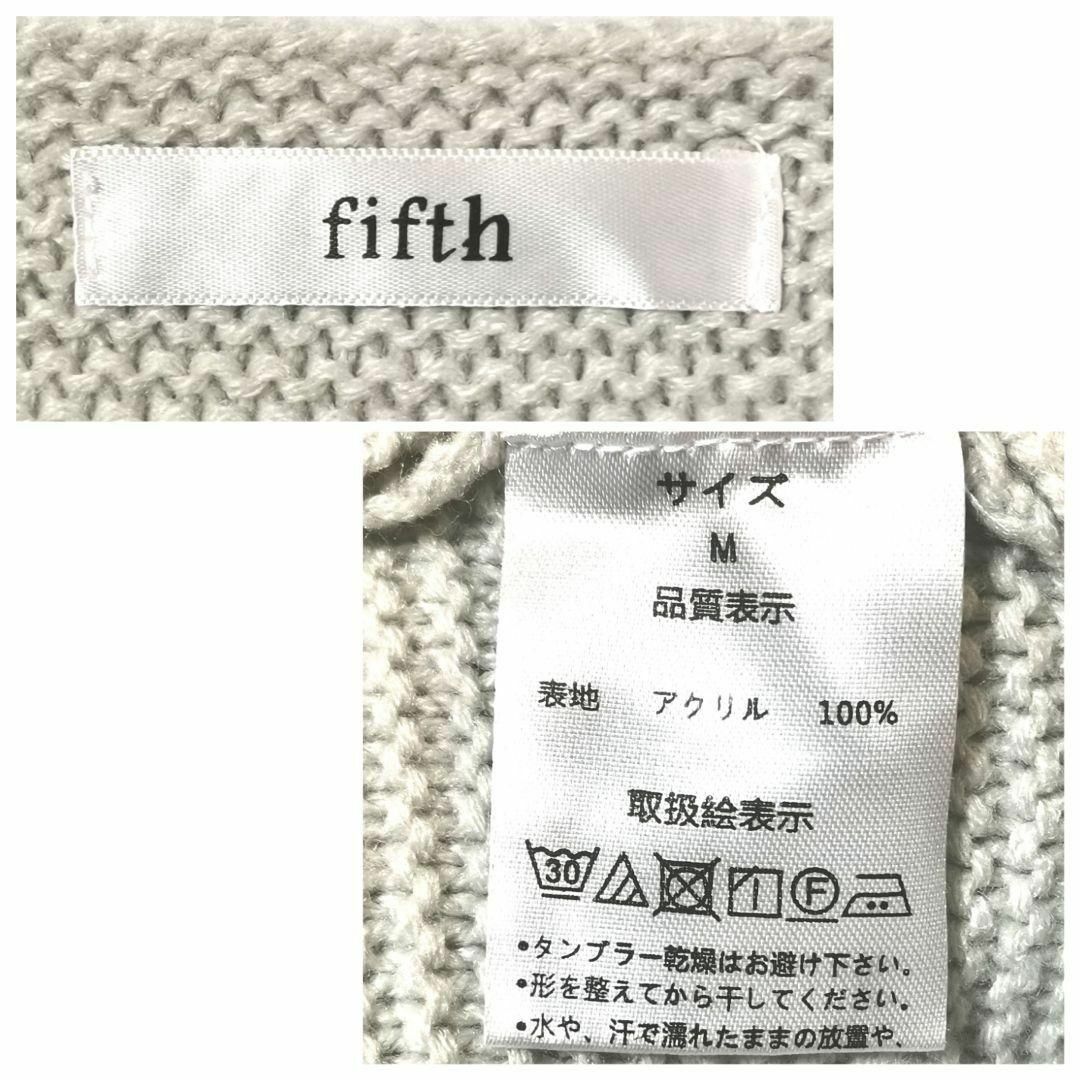 fifth
サイズ
M
品質表示
表地 アクリル 100%
取扱絵表示
30 F
•タンブラー乾燥はお避け下さい。
•形を整えてから干してください。
•水や、汗で濡れたままの放置や、